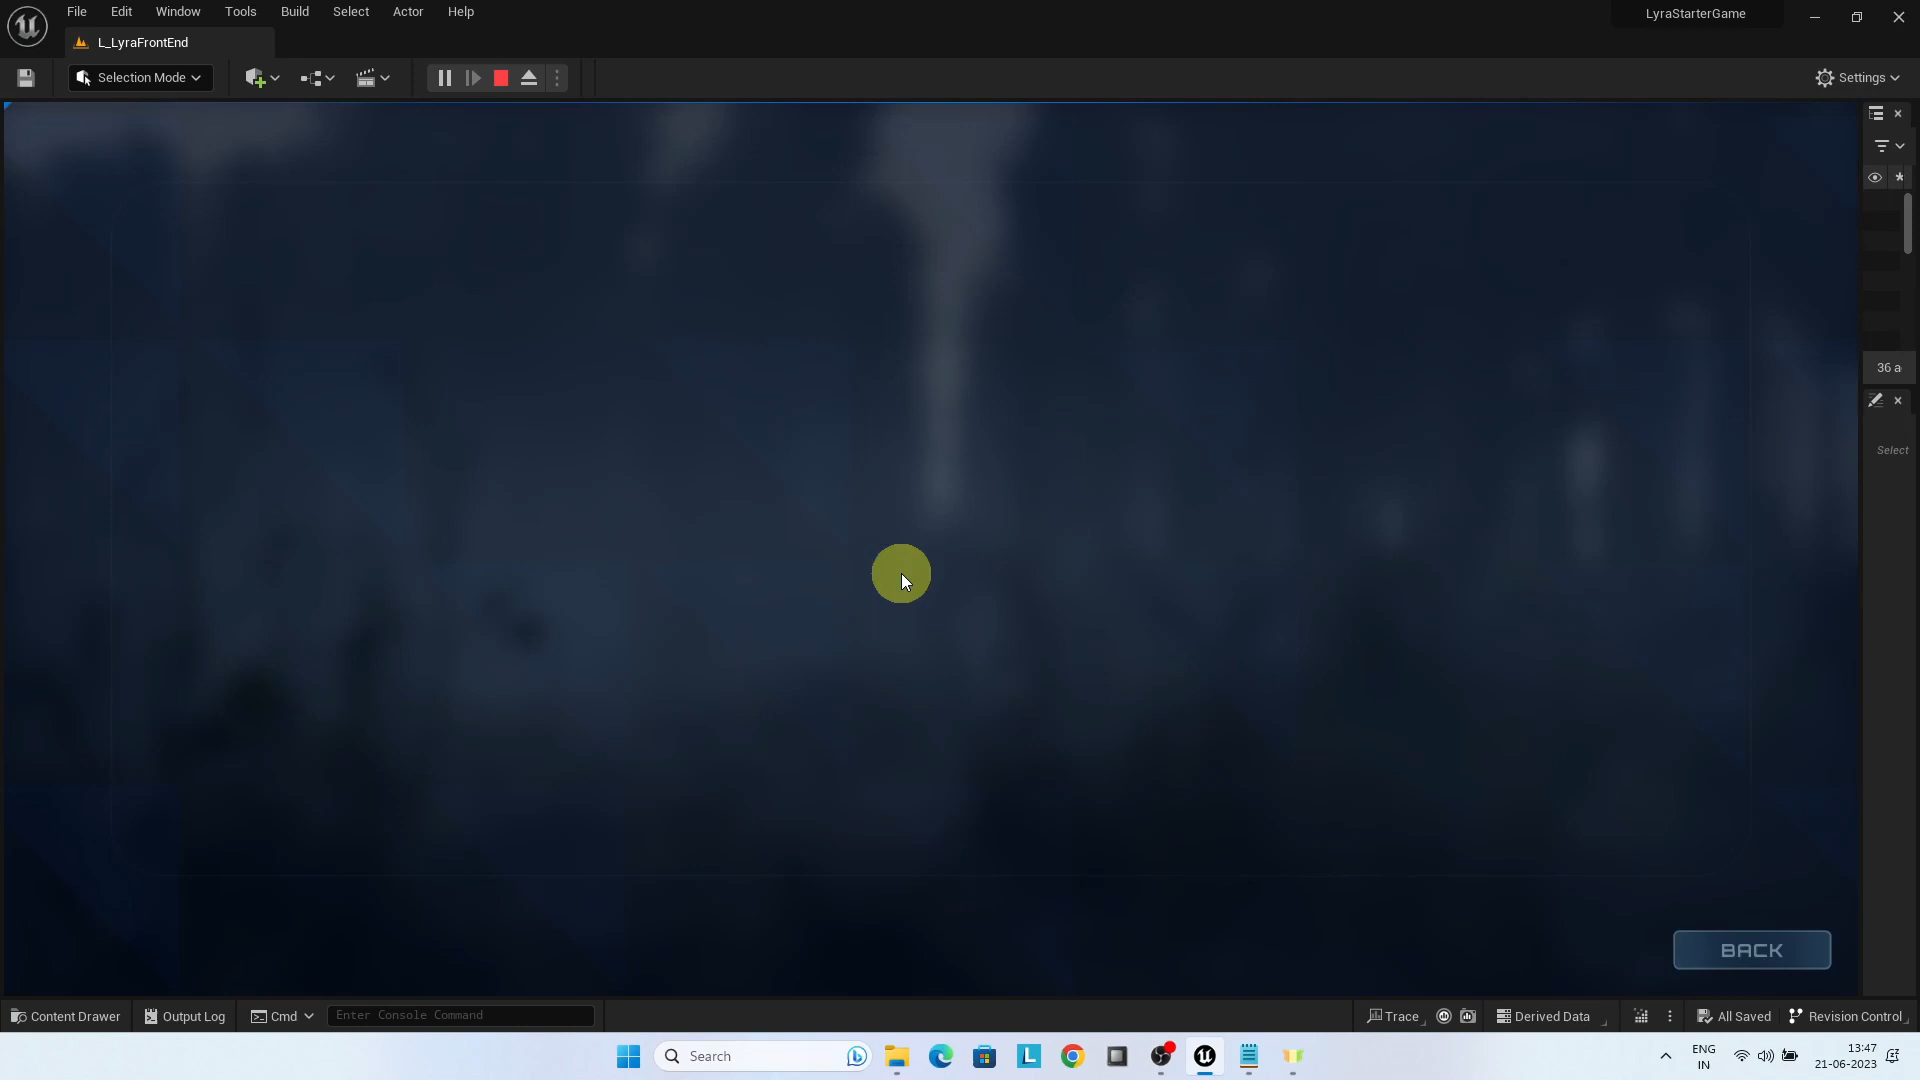 File Edit Window Tools Build Select Actor Help
LyraStarterGame
L_LyraFrontEnd
Selection Mode
Settings
36 a
Select
BACK
Content Drawer
Output Log
Cmd
Enter Console Command
Trace
Derived Data
All Saved
Revision Control
Search
ENG
IN
13:47
21-06-2023